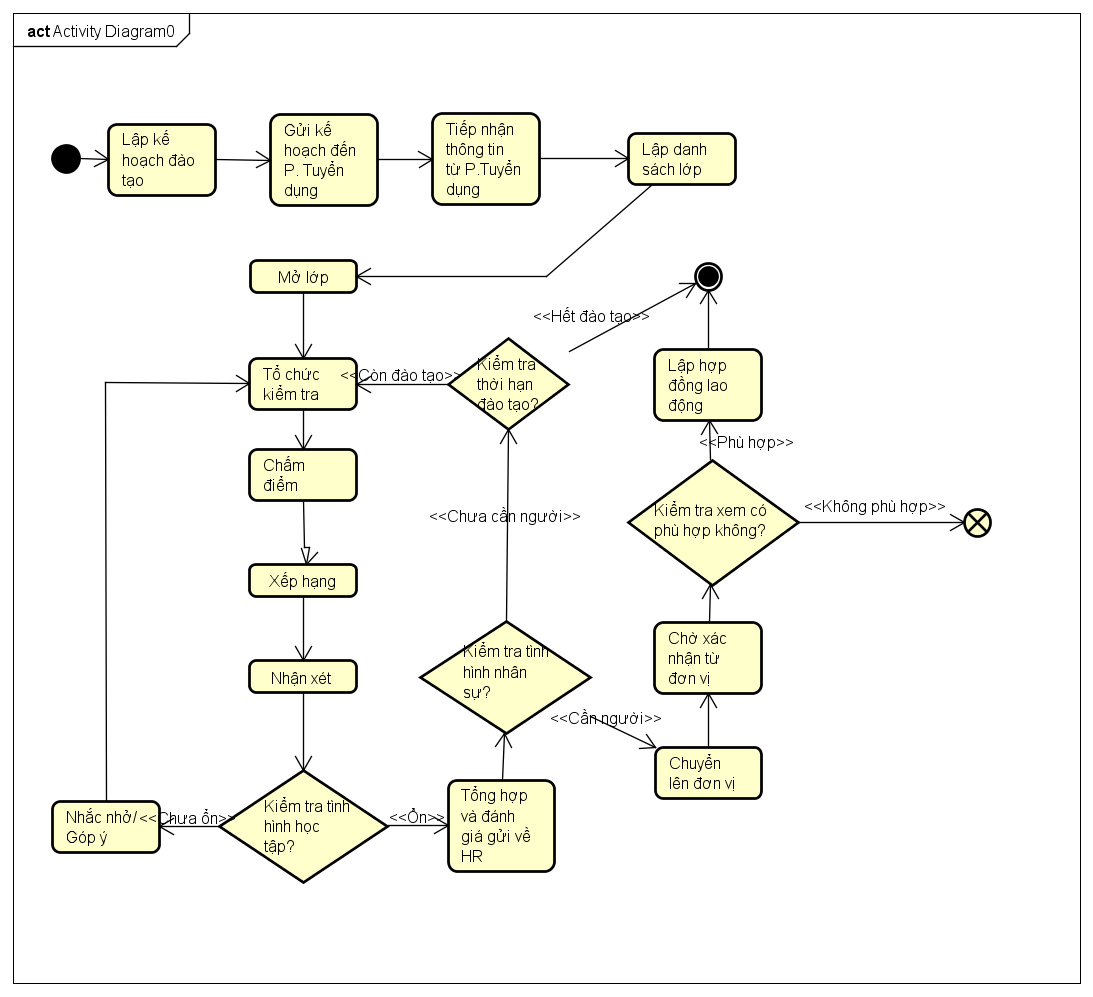 act Activity Diagram0
Lập kế
hoạch đào
tạo
Gửi kế
hoạch đến
P. Tuyển
dụng
Tiếp nhận
thông tin
từ P.Tuyển
dụng
Lập danh
sách lớp
Mở lớp
<<Hết đào tạo>>
Tổ chức
kiểm tra
<<Còn đào tạo>>
Kiểm tra
thời hạn
đào tạo?
Lập hợp
đồng lao
động
<<Phù hợp>>
Chấm
điểm
<<Chưa cần người>>
Kiểm tra xem có
phù hợp không?
<<Không phù hợp>>
Xếp hạng
Nhận xét
Kiểm tra tình
hình nhân
sự?
Chờ xác
nhận từ
đơn vị
<<Cần người>>
Chuyển
lên đơn vị
Nhắc nhở/
Góp ý
<<Chưa ổn>>
Kiểm tra tình
hình học
tập?
<<Ổn>>
Tổng hợp
và đánh
giá gửi về
HR